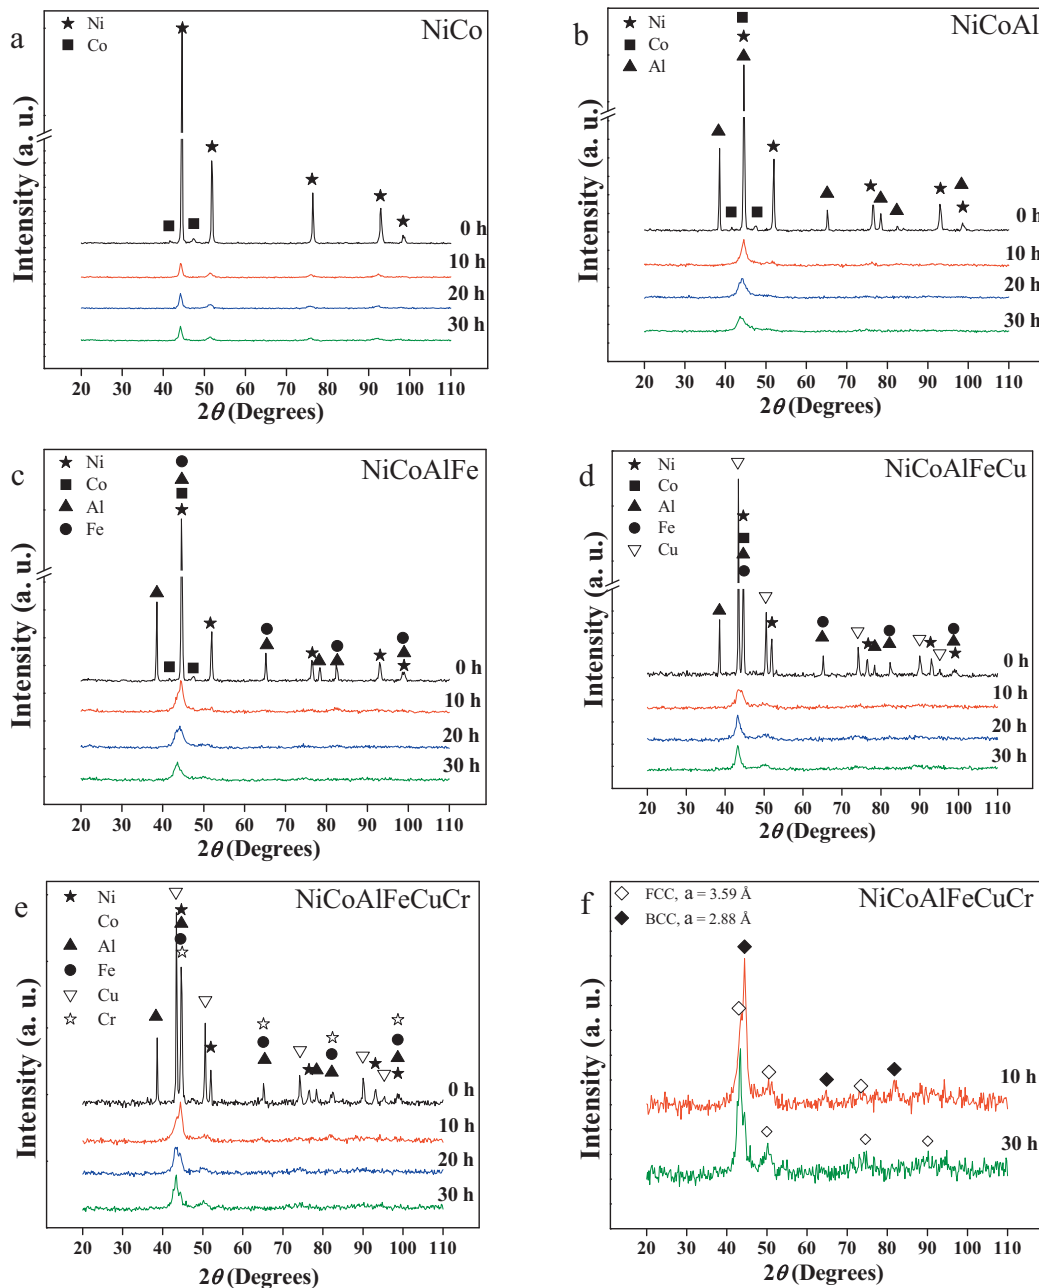 a
NiCo
★ Ni
■ Co
Intensity (a. u.)
0 h
10 h
20 h
30 h
20 30 40 50 60 70 80 90 100 110
2θ (Degrees)
b
NiCoAl
★ Ni
■ Co
▲ Al
Intensity (a. u.)
0 h
10 h
20 h
30 h
20 30 40 50 60 70 80 90 100 110
2θ (Degrees)
c
NiCoAlFe
★ Ni
■ Co
▲ Al
● Fe
Intensity (a. u.)
0 h
10 h
20 h
30 h
20 30 40 50 60 70 80 90 100 110
2θ (Degrees)
d
NiCoAlFeCu
★ Ni
■ Co
▲ Al
● Fe
▽ Cu
Intensity (a. u.)
0 h
10 h
20 h
30 h
20 30 40 50 60 70 80 90 100 110
2θ (Degrees)
e
NiCoAlFeCuCr
★ Ni
Co
▲ Al
● Fe
▽ Cu
☆ Cr
Intensity (a. u.)
0 h
10 h
20 h
30 h
20 30 40 50 60 70 80 90 100 110
2θ (Degrees)
f
NiCoAlFeCuCr
◇ FCC, a = 3.59 Å
◆ BCC, a = 2.88 Å
Intensity (a. u.)
10 h
30 h
20 30 40 50 60 70 80 90 100 110
2θ (Degrees)